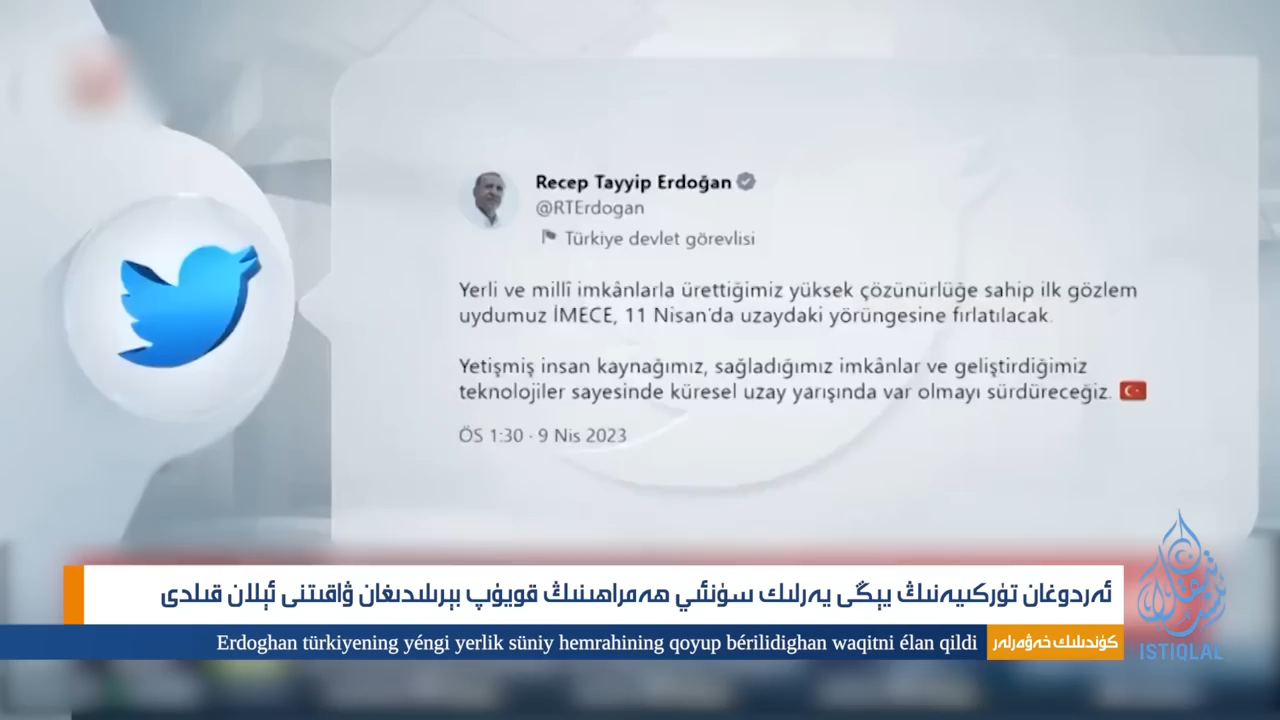 Recep Tayyip Erdoğan
@RTErdogan
Türkiye devlet görevlisi
Yerli ve millî imkânlarla ürettiğimiz yüksek çözünürlüğe sahip ilk gözlem
uydumuz İMECE, 11 Nisan'da uzaydaki yörüngesine fırlatılacak.
Yetişmiş insan kaynağımız, sağladığımız imkânlar ve geliştirdiğimiz
teknolojiler sayesinde küresel uzay yarışında var olmayı sürdüreceğiz. 🇹🇷
ÖS 1:30 · 9 Nis 2023
ئەردوغان تۈركىيەنىڭ يېڭى يەرلىك سۈنئىي ھەمراھىنىڭ قويۇپ بېرىلىدىغان ۋاقىتنى ئېلان قىلدى
كۈندىلىك خەۋەرلەر
Erdoghan türkiyening yéngi yerlik süniy hemrahining qoyup bérilidighan waqitni élan qildi
ISTIQLAL